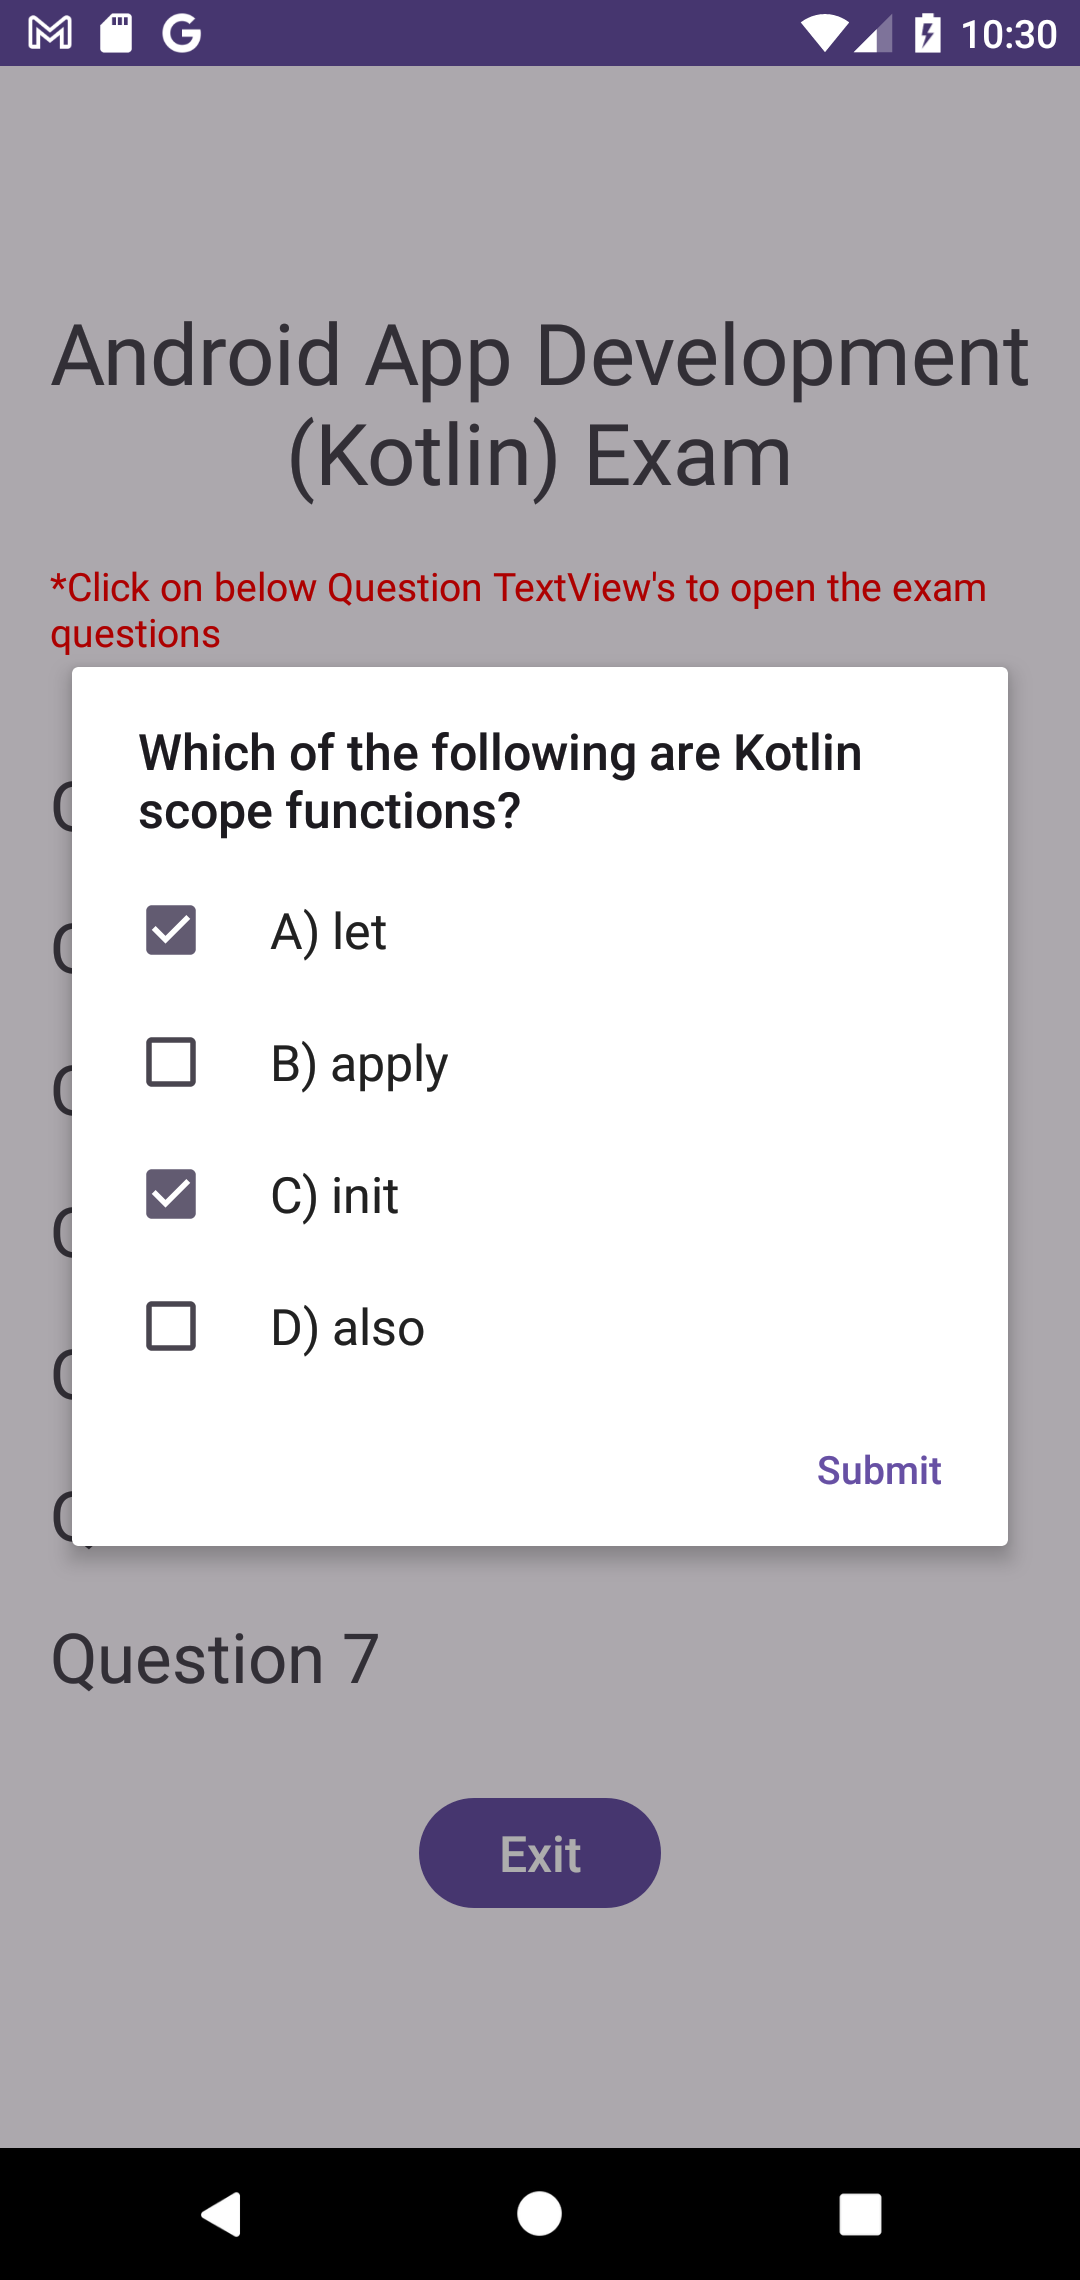 10:30
Android App Development
(Kotlin) Exam
*Click on below Question TextView's to open the exam
questions
Which of the following are Kotlin
scope functions?
A) let
B) apply
C) init
D) also
Submit
Question 7
Exit